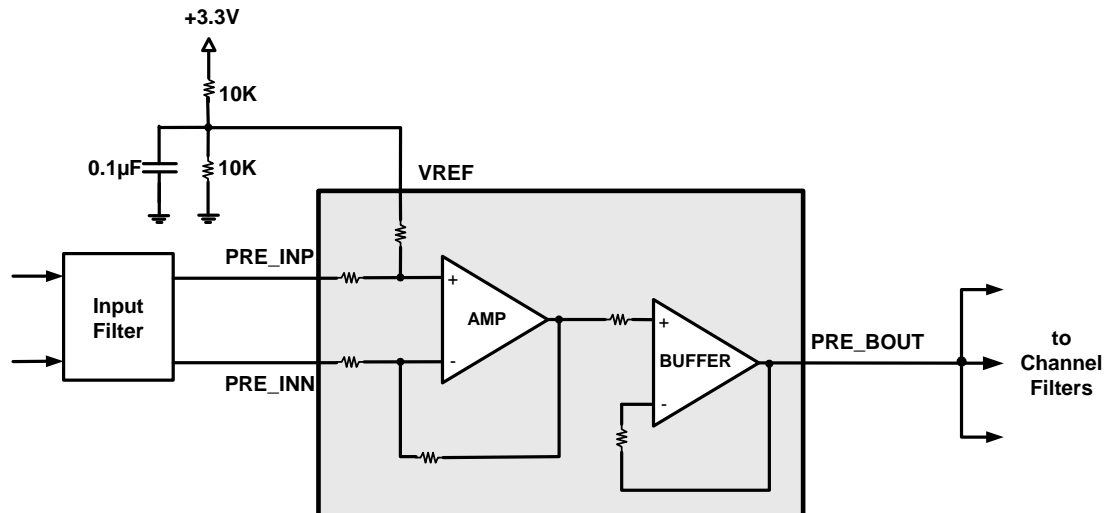 +3.3V
10K
0.1µF
10K
VREF
PRE_INP
Input
Filter
+
AMP
-
PRE_INN
+
BUFFER
-
PRE_BOUT
to
Channel
Filters